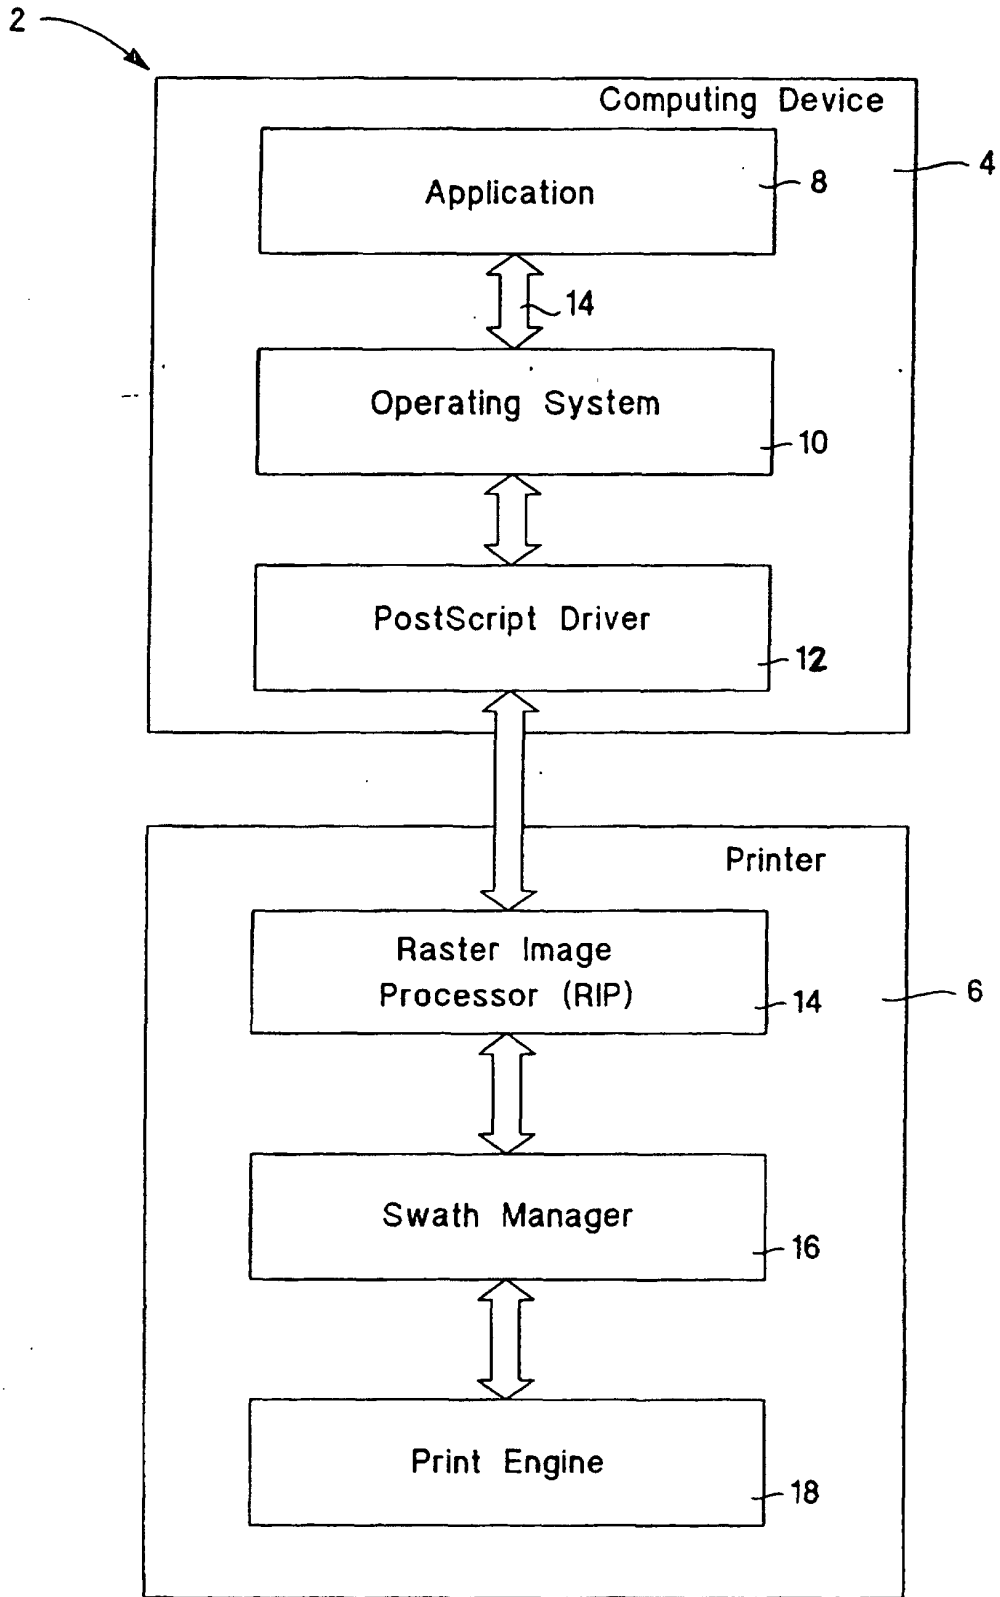 2
Computing Device
4
Application
8
14
Operating System
10
PostScript Driver
12
Printer
Raster Image
Processor (RIP)
14
6
Swath Manager
16
Print Engine
18